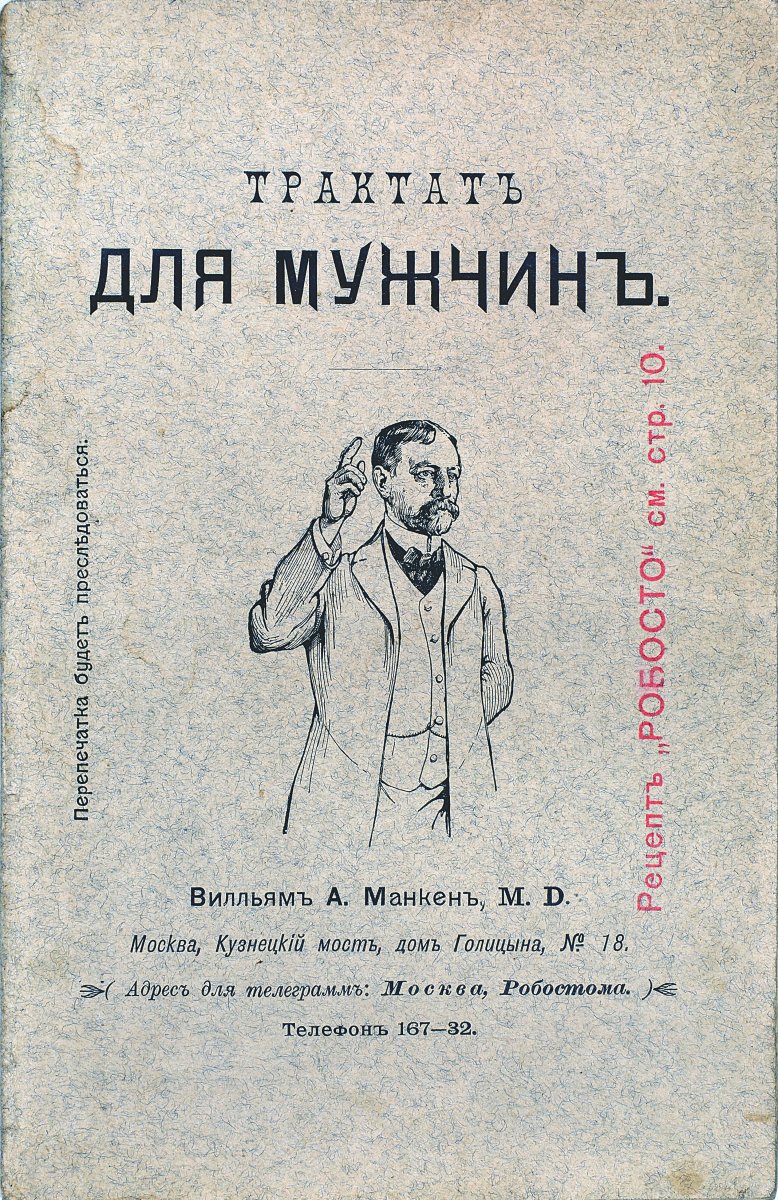 ТРАКТАТЪ
ДЛЯ МУЖЧИНЪ.
Перепечатка будетъ преслѣдоваться.
Рецептъ „РОБОСТО“ см. стр. 10.
Вилльямъ А. Манкенъ, M. D.
Москва, Кузнецкій мостъ, домъ Голицына, № 18.
( Адресъ для телеграммъ: Москва, Робостома. )
Телефонъ 167—32.